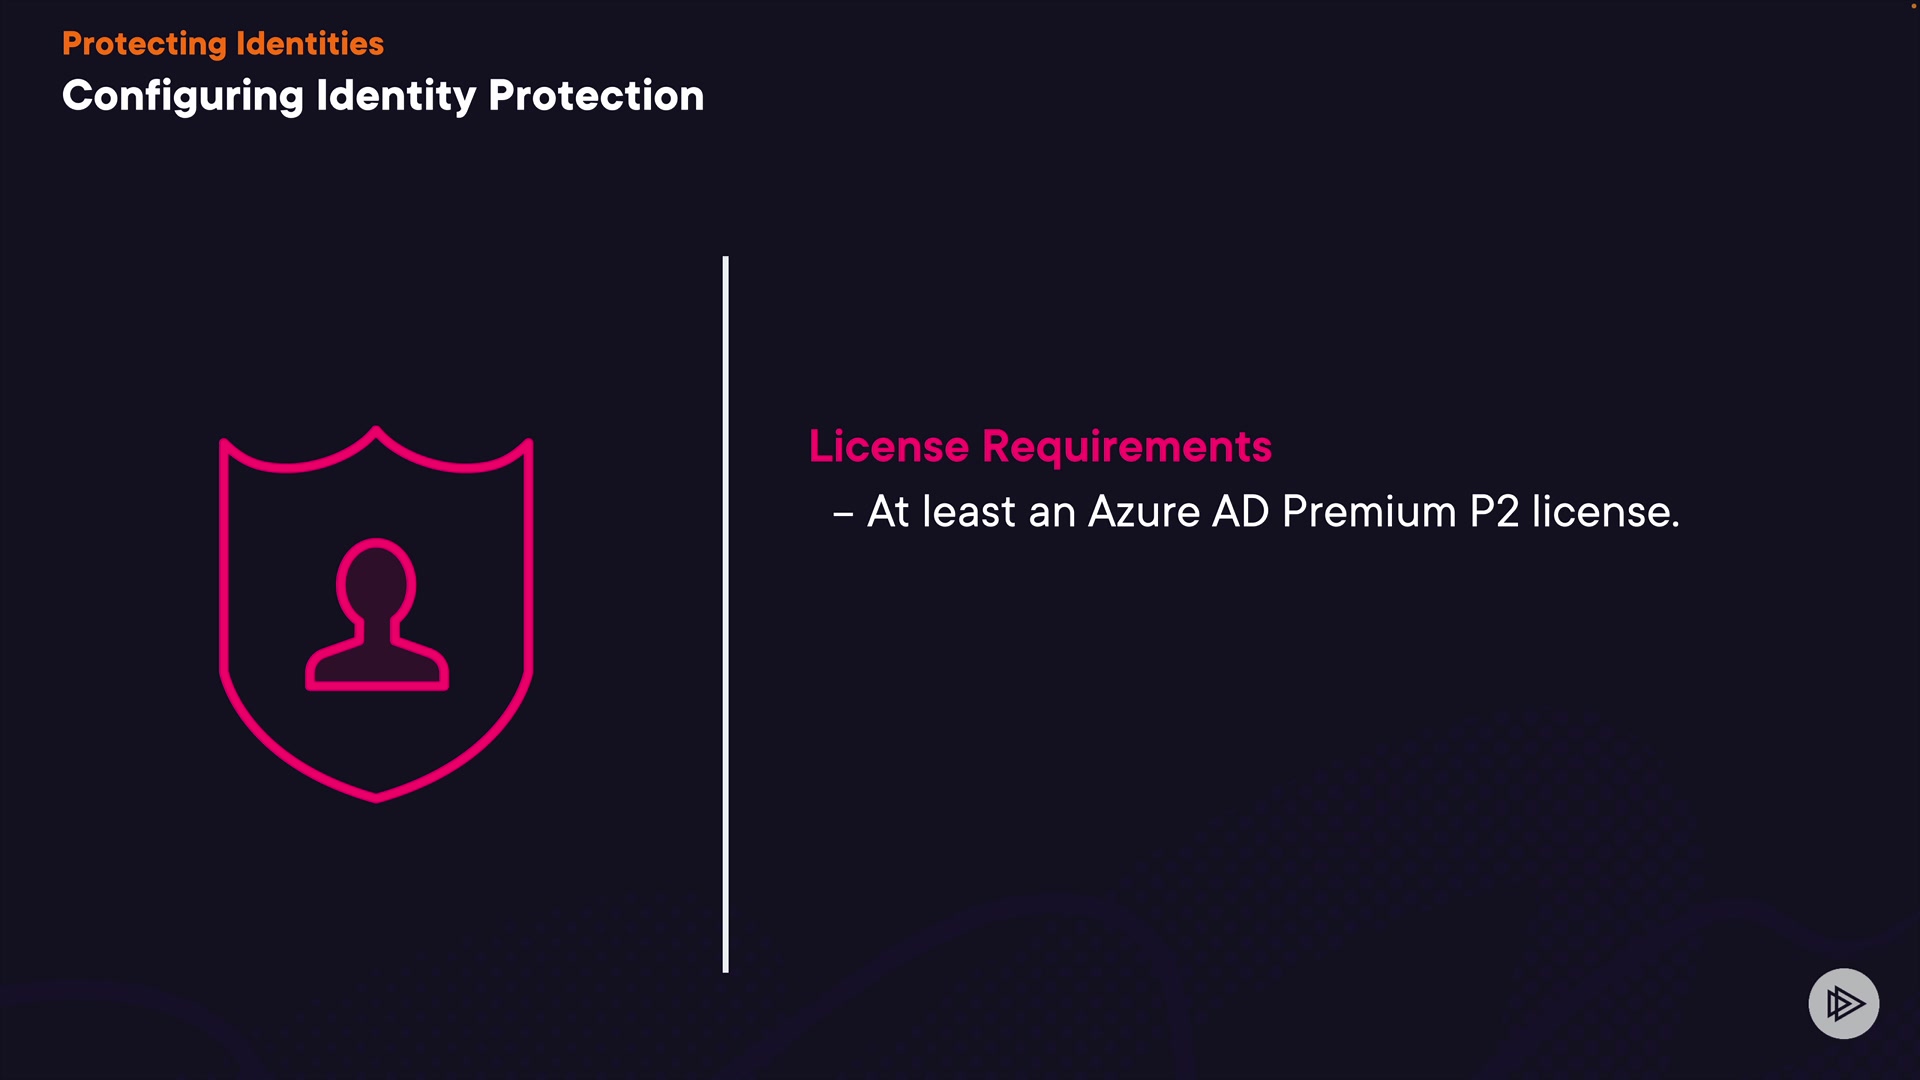 Protecting Identities
Configuring Identity Protection
License Requirements
– At least an Azure AD Premium P2 license.